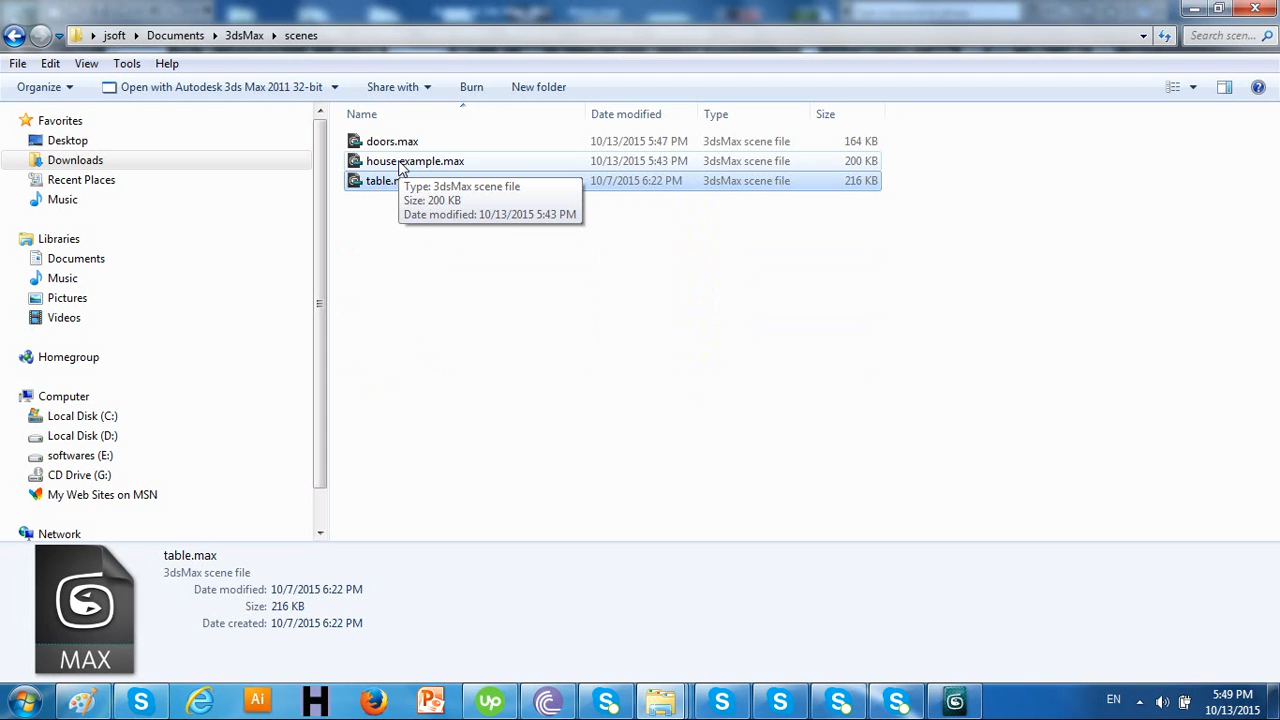 jsoft Documents 3dsMax scenes Search scen...
File Edit View Tools Help
Organize Open with Autodesk 3ds Max 2011 32-bit Share with Burn New folder
Name Date modified Type Size
doors.max 10/13/2015 5:47 PM 3dsMax scene file 164 KB
house example.max 10/13/2015 5:43 PM 3dsMax scene file 200 KB
table. 10/7/2015 6:22 PM 3dsMax scene file 216 KB
Type: 3dsMax scene file
Size: 200 KB
Date modified: 10/13/2015 5:43 PM
Favorites
Desktop
Downloads
Recent Places
Music
Libraries
Documents
Music
Pictures
Videos
Homegroup
Computer
Local Disk (C:)
Local Disk (D:)
softwares (E:)
CD Drive (G:)
My Web Sites on MSN
Network
MAX
table.max
3dsMax scene file
Date modified: 10/7/2015 6:22 PM
Size: 216 KB
Date created: 10/7/2015 6:22 PM
Ai H P Up S
EN
5:49 PM
10/13/2015